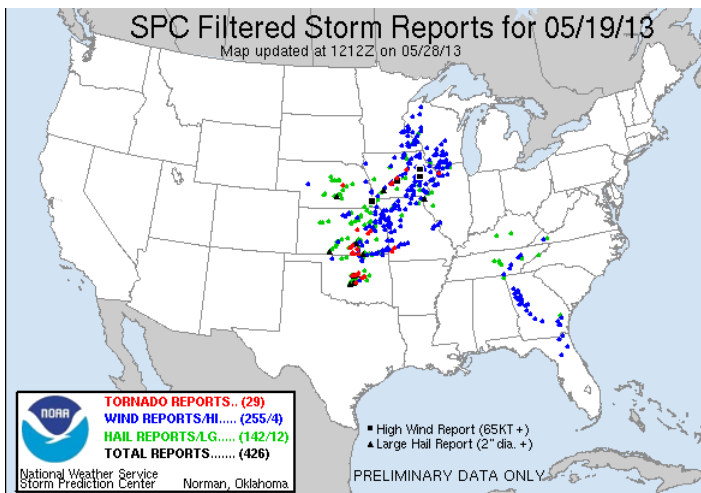 SPC Filtered Storm Reports for 05/19/13
Map updated at 1212Z on 05/28/13
NOAA
TORNADO REPORTS.. (29)
WIND REPORTS/HI..... (255/4)
HAIL REPORTS/LG..... (142/12)
TOTAL REPORTS....... (426)
National Weather Service
Storm Prediction Center Norman, Oklahoma
High Wind Report (65KT +)
Large Hail Report (2" dia. +)
PRELIMINARY DATA ONLY